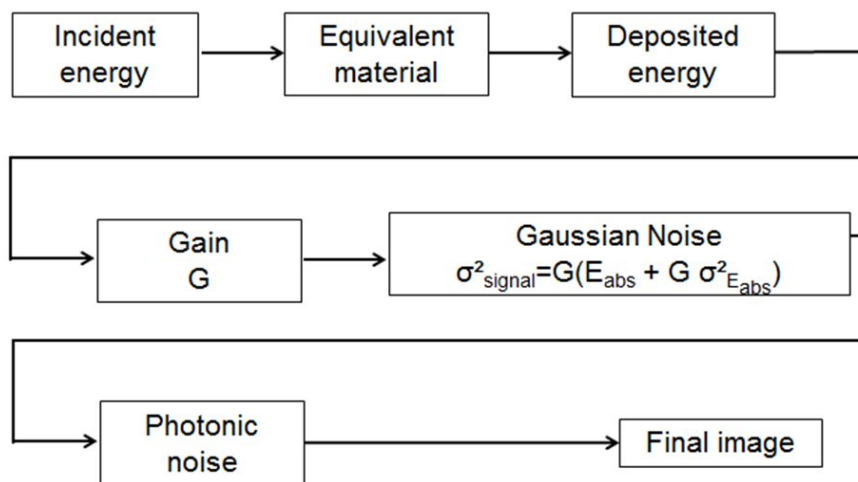 Incident
energy
Equivalent
material
Deposited
energy
Gain
G
Gaussian Noise
σ²signal=G(Eabs + G σ²Eabs)
Photonic
noise
Final image